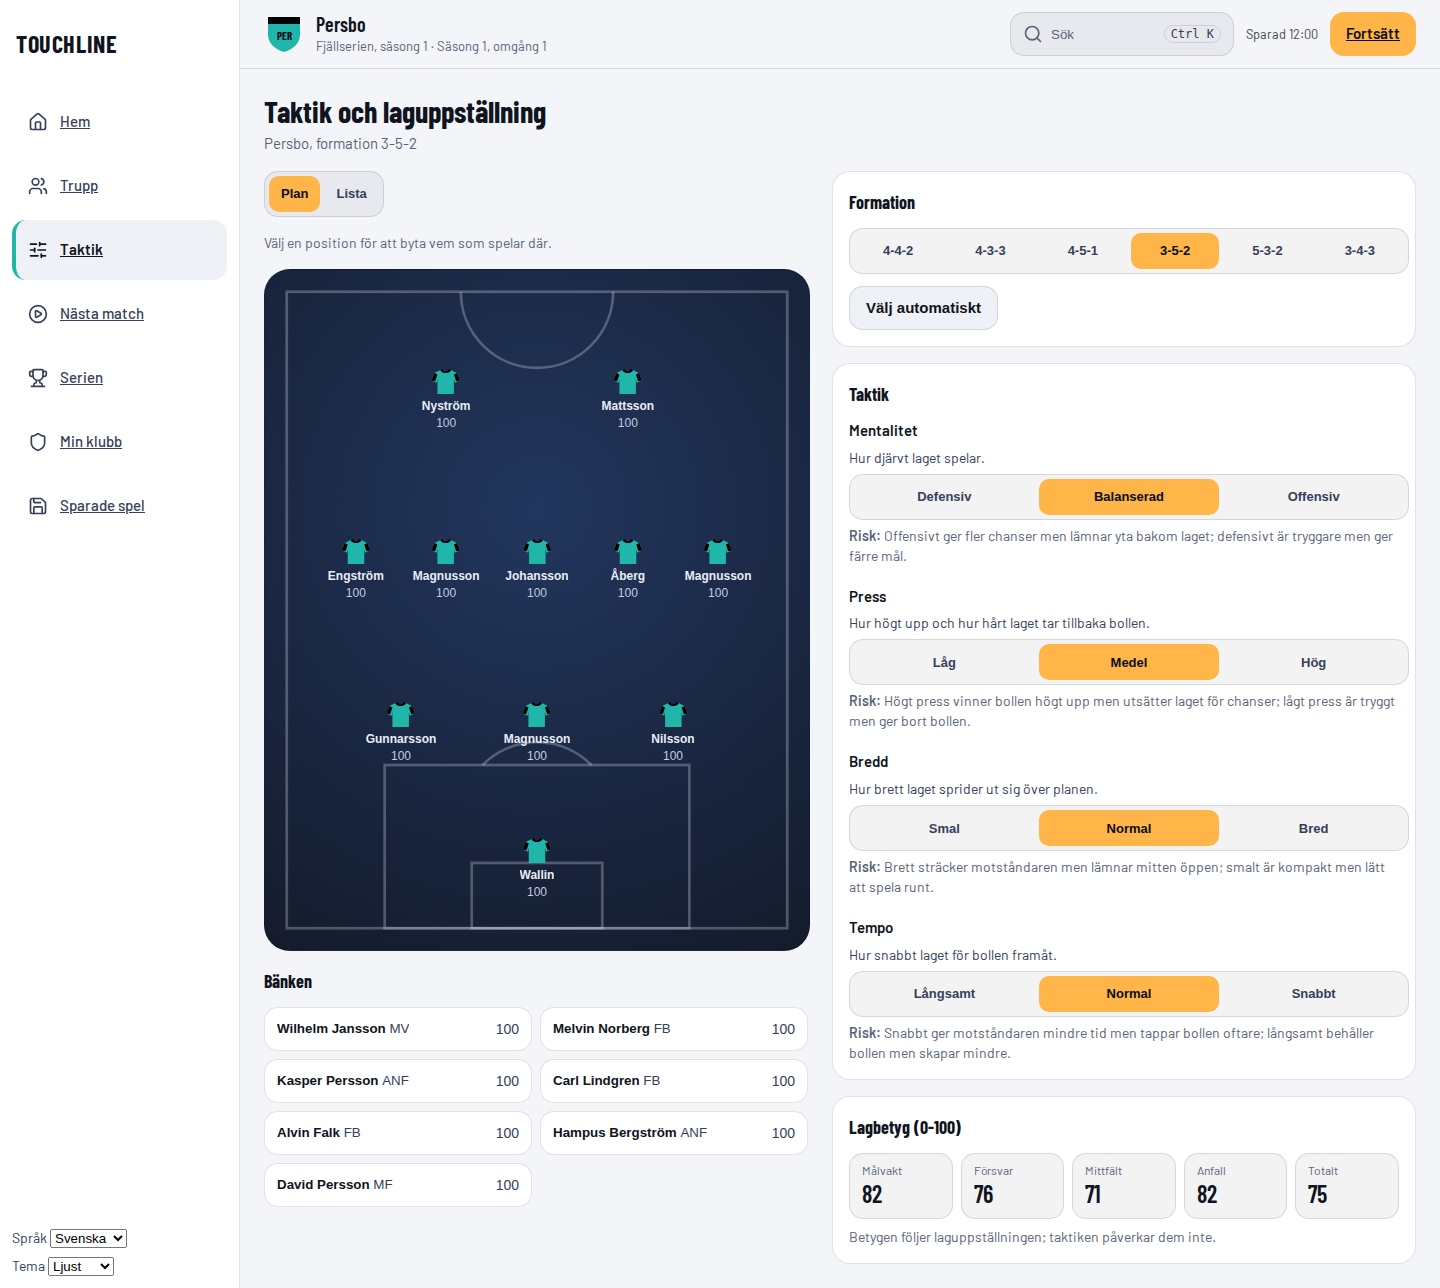 TOUCHLINE
Hem
Trupp
Taktik
Nästa match
Serien
Min klubb
Sparade spel
Språk Svenska
Tema Ljust
PER
Persbo
Fjällserien, säsong 1 · Säsong 1, omgång 1
Sök Ctrl K
Sparad 12:00
Fortsätt
Taktik och laguppställning
Persbo, formation 3-5-2
Plan Lista
Välj en position för att byta vem som spelar där.
Nyström Mattsson
100 100
Engström Magnusson Johansson Åberg Magnusson
100 100 100 100 100
Gunnarsson Magnusson Nilsson
100 100 100
Wallin
100
Bänken
Wilhelm Jansson MV 100
Melvin Norberg FB 100
Kasper Persson ANF 100
Carl Lindgren FB 100
Alvin Falk FB 100
Hampus Bergström ANF 100
David Persson MF 100
Formation
4-4-2 4-3-3 4-5-1 3-5-2 5-3-2 3-4-3
Välj automatiskt
Taktik
Mentalitet
Hur djärvt laget spelar.
Defensiv Balanserad Offensiv
Risk: Offensivt ger fler chanser men lämnar yta bakom laget; defensivt är tryggare men ger
färre mål.
Press
Hur högt upp och hur hårt laget tar tillbaka bollen.
Låg Medel Hög
Risk: Högt press vinner bollen högt upp men utsätter laget för chanser; lågt press är tryggt
men ger bort bollen.
Bredd
Hur brett laget sprider ut sig över planen.
Smal Normal Bred
Risk: Brett sträcker motståndaren men lämnar mitten öppen; smalt är kompakt men lätt
att spela runt.
Tempo
Hur snabbt laget för bollen framåt.
Långsamt Normal Snabbt
Risk: Snabbt ger motståndaren mindre tid men tappar bollen oftare; långsamt behåller
bollen men skapar mindre.
Lagbetyg (0-100)
Målvakt Försvar Mittfält Anfall Totalt
82 76 71 82 75
Betygen följer laguppställningen; taktiken påverkar dem inte.